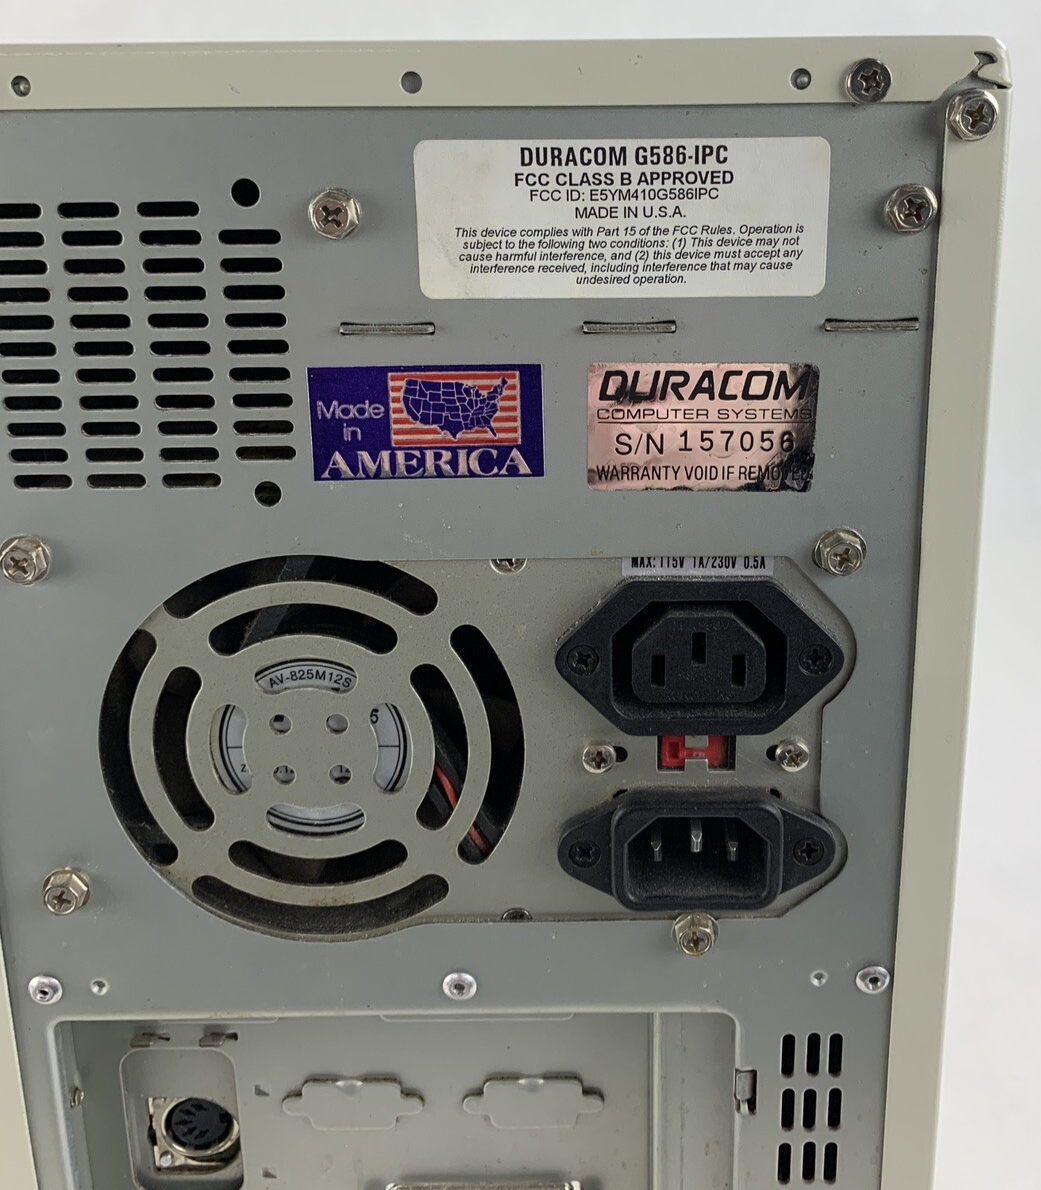 DURACOM G586-IPC
FCC CLASS B APPROVED
FCC ID: E5YM410G586IPC
MADE IN U.S.A.
This device complies with Part 15 of the FCC Rules. Operation is
subject to the following two conditions: (1) This device may not
cause harmful interference, and (2) this device must accept any
interference received, including interference that may cause
undesired operation.
Made
in
AMERICA
DURACOM
COMPUTER SYSTEMS
S/N 157056
WARRANTY VOID IF REMOVED
MAX: 115V 1A/230V 0.5A
AV-825M12S